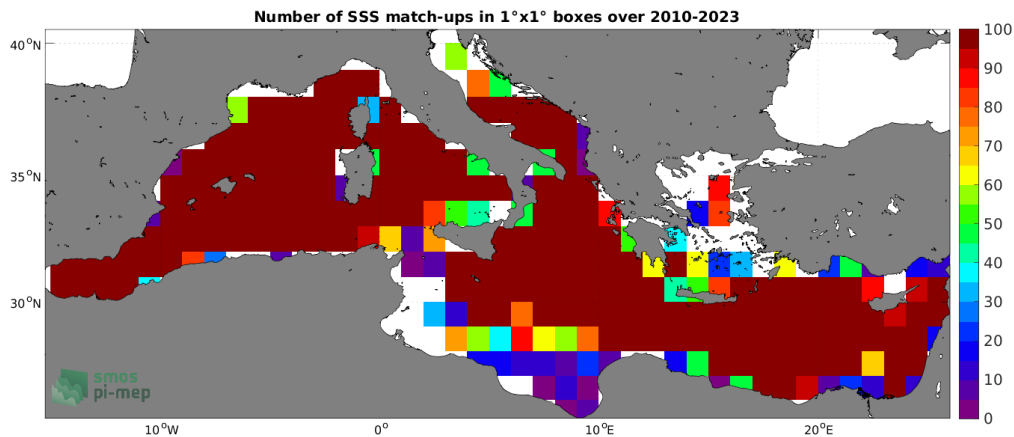 Number of SSS match-ups in 1°x1° boxes over 2010-2023
40°N
35°N
30°N
10°W
0°
10°E
20°E
100
90
80
70
60
50
40
30
20
10
0
smos
pi-mep